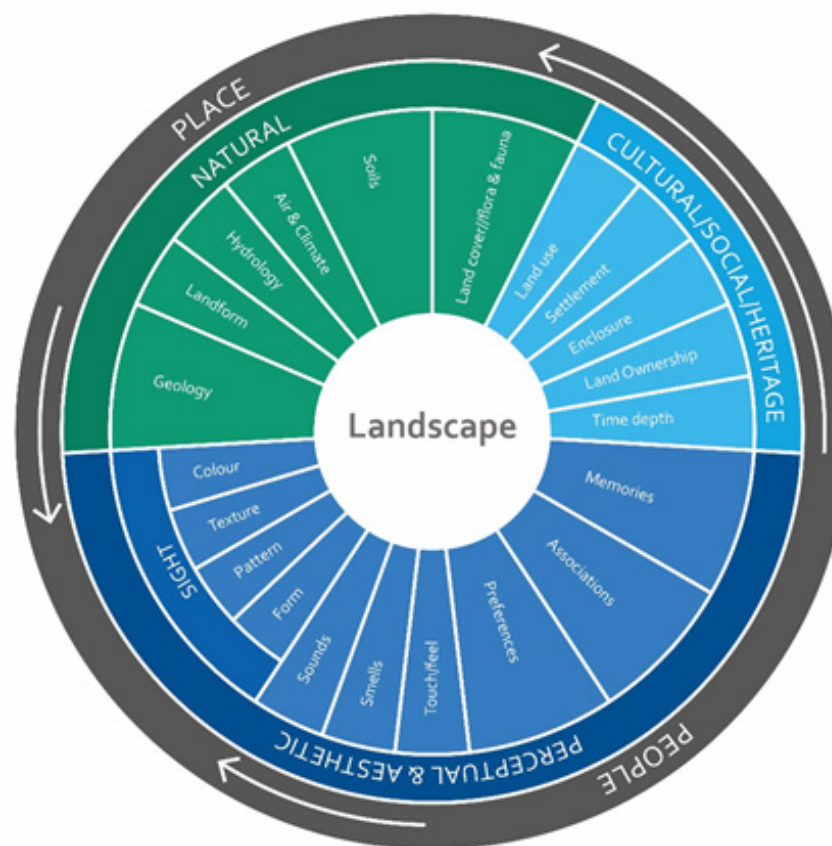 PLACE
NATURAL
CULTURAL/SOCIAL/HERITAGE
Geology
Landform
Hydrology
Air & Climate
Soils
Land cover//flora & fauna
Land use
Settlement
Enclosure
Land Ownership
Time depth
Landscape
Memories
Associations
Preferences
Touch/feel
Smells
Sounds
Form
Pattern
Texture
Colour
SIGHT
PERCEPTUAL & AESTHETIC
PEOPLE